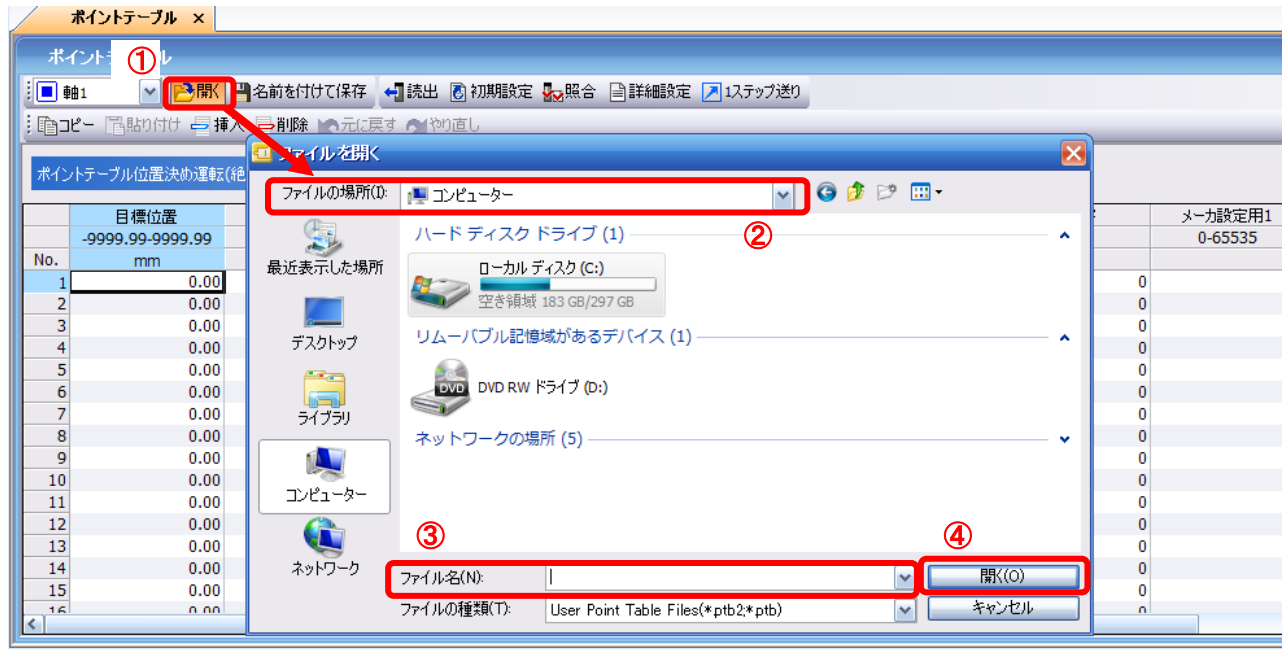 ポイントテーブル ×
ポイントテ ル
①
軸1 開く 名前を付けて保存 読出 初期設定 照合 詳細設定 1ステップ送り
コピー 貼り付け 挿入 削除 元に戻す やり直し
ファイルを開く
ポイントテーブル位置決め運転(絶
ファイルの場所(I): コンピューター
②
目標位置
-9999.99-9999.99
No. mm
メーカ設定用1
0-65535
1 0.00 0
2 0.00 0
3 0.00 0
4 0.00 0
5 0.00 0
6 0.00 0
7 0.00 0
8 0.00 0
9 0.00 0
10 0.00 0
11 0.00 0
12 0.00 0
13 0.00 0
14 0.00 0
15 0.00 0
16 0.00 0
最近表示した場所
デスクトップ
ライブラリ
コンピューター
ネットワーク
ハード ディスク ドライブ (1)
ローカル ディスク (C:)
空き領域 183 GB/297 GB
リムーバブル記憶域があるデバイス (1)
DVD
DVD RW ドライブ (D:)
ネットワークの場所 (5)
③
④
ファイル名(N): 開く(O)
ファイルの種類(T): User Point Table Files(*ptb2;*ptb) キャンセル